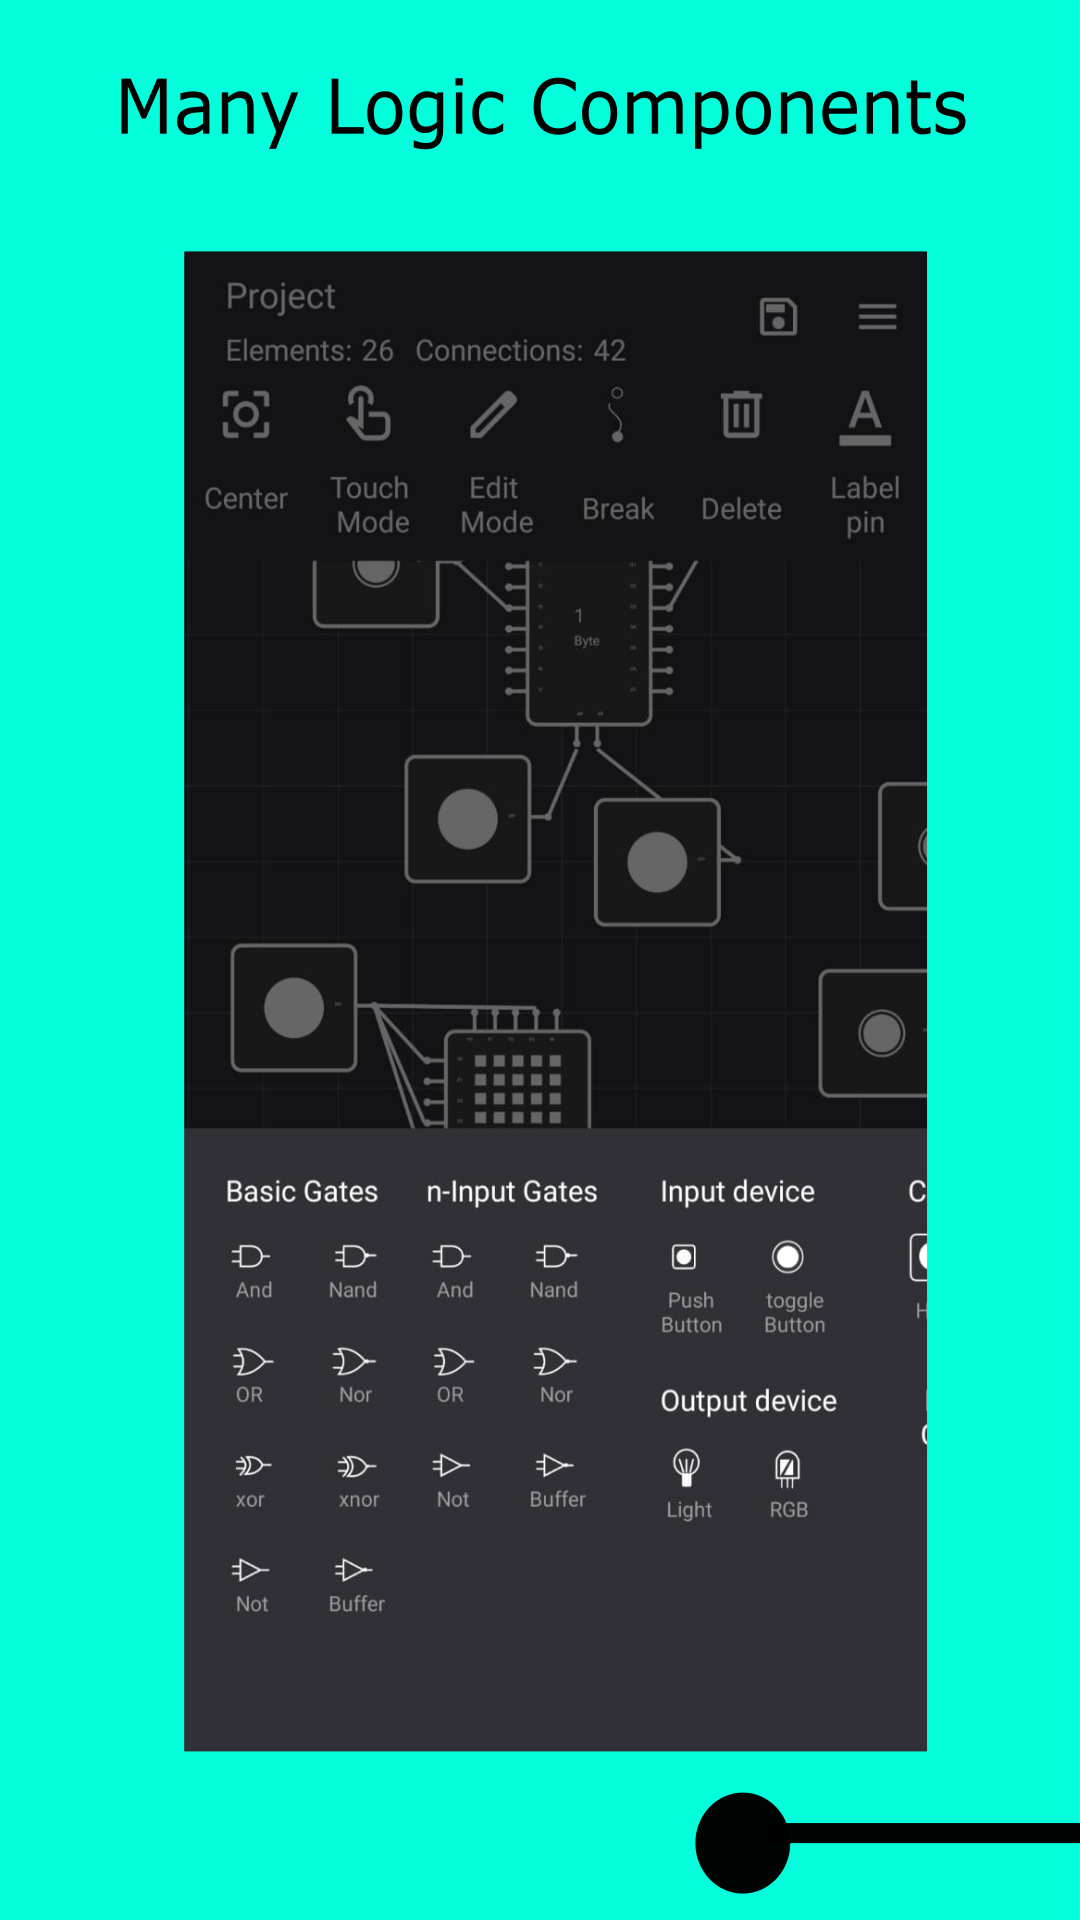 Many Logic Components
Project
Elements: 26 Connections: 42
Center
Touch
Mode
Edit
Mode
Break
Delete
Label
pin
1
Byte
Basic Gates
And
Nand
OR
Nor
xor
xnor
Not
Buffer
n-Input Gates
And
Nand
OR
Nor
Not
Buffer
Input device
Push
Button
toggle
Button
Output device
Light
RGB
C
H